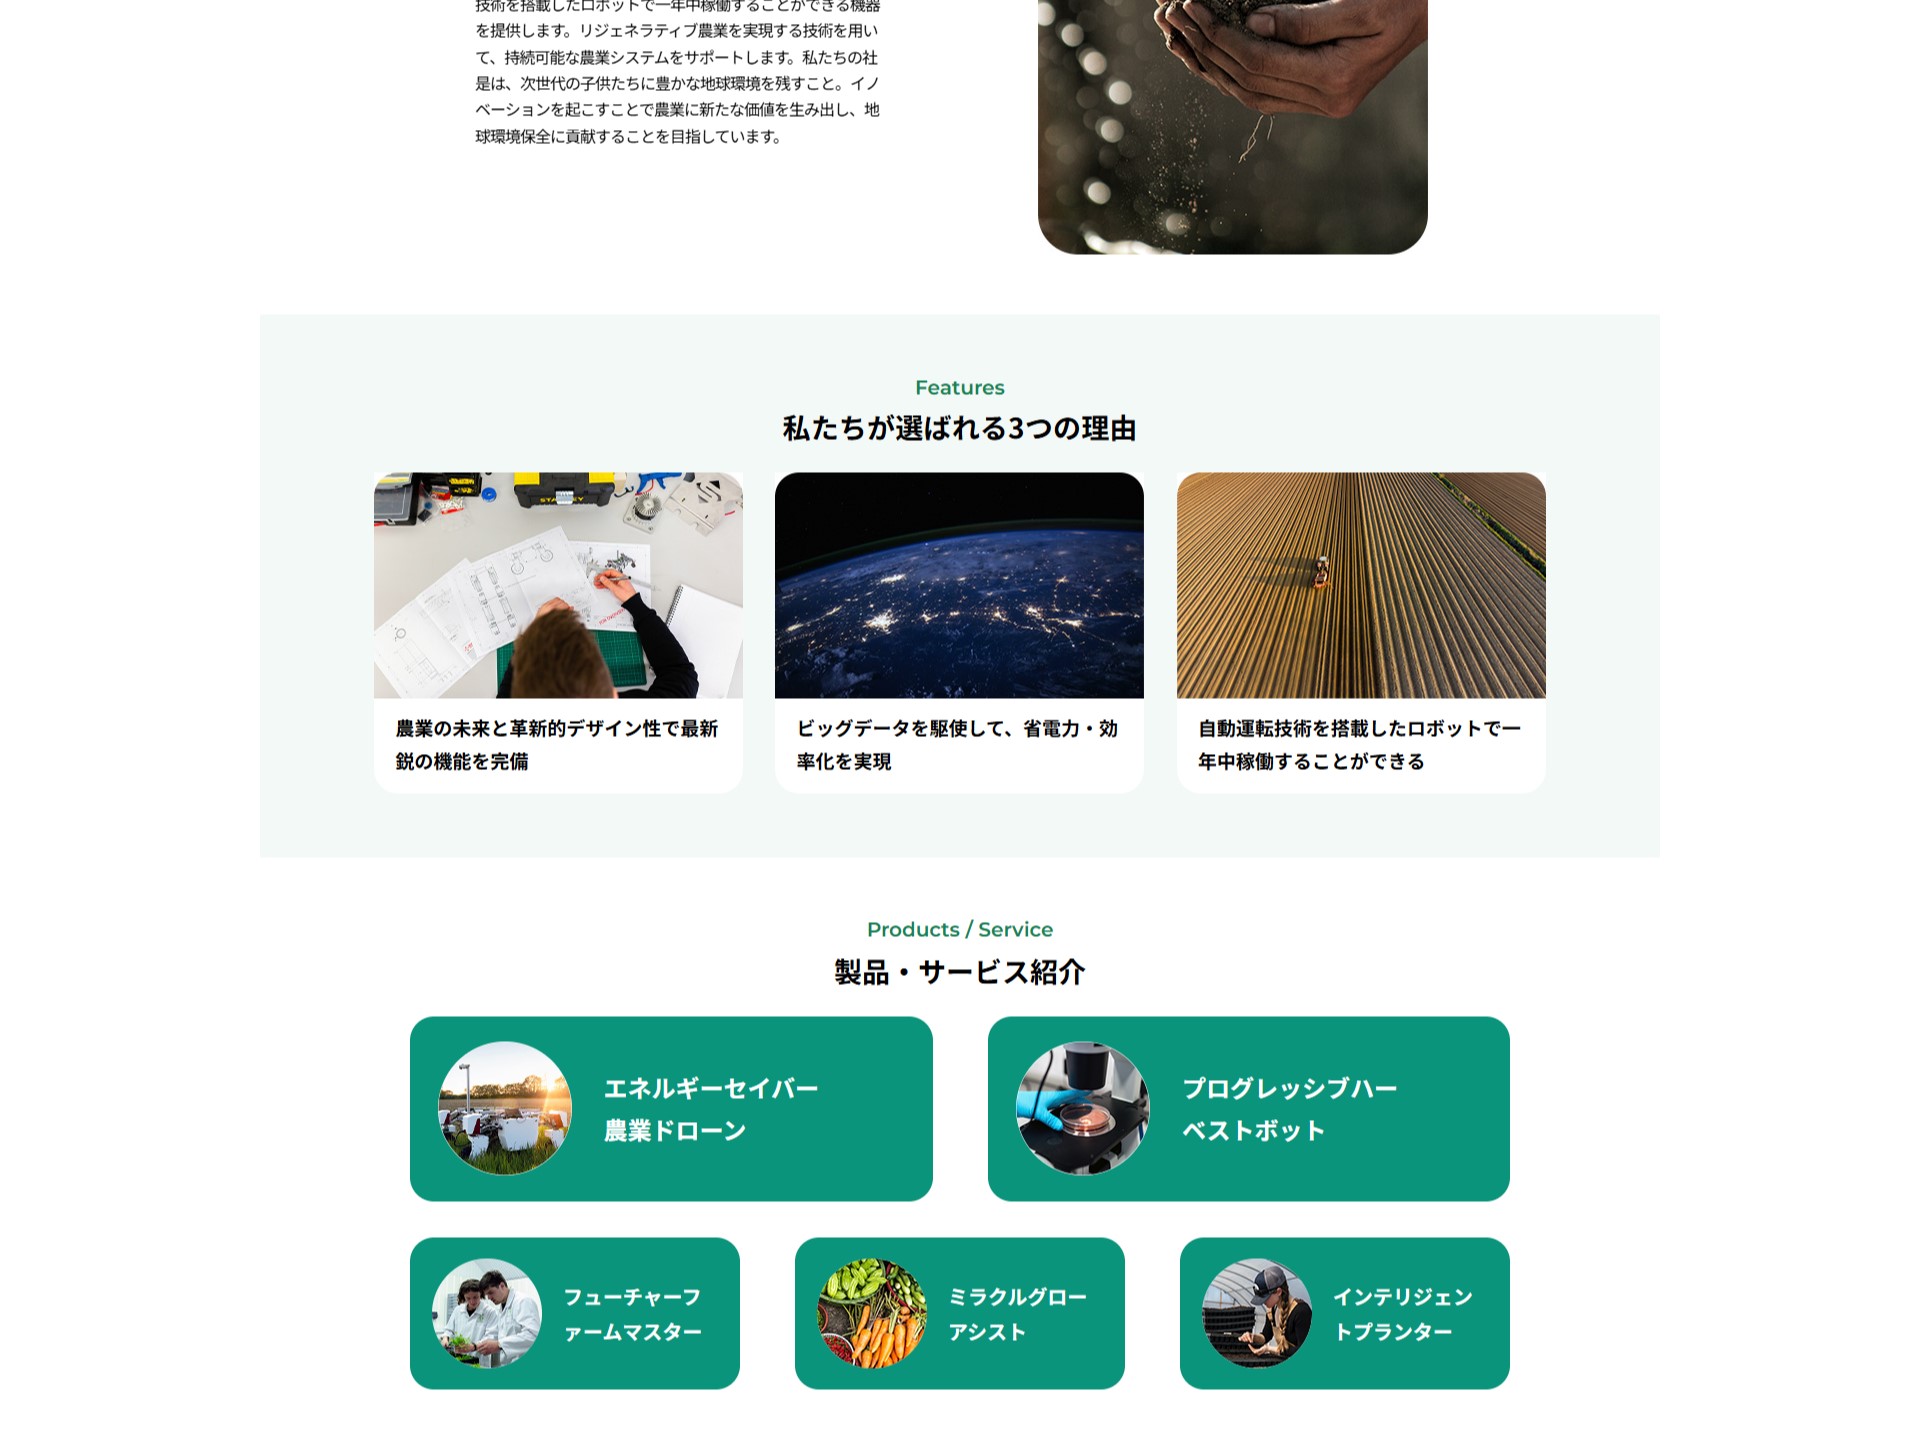 技術を搭載したロボットで一年中稼働することができる機器
を提供します。リジェネラティブ農業を実現する技術を用い
て、持続可能な農業システムをサポートします。私たちの社
是は、次世代の子供たちに豊かな地球環境を残すこと。イノ
ベーションを起こすことで農業に新たな価値を生み出し、地
球環境保全に貢献することを目指しています。
Features
私たちが選ばれる3つの理由
農業の未来と革新的デザイン性で最新
鋭の機能を完備
ビッグデータを駆使して、省電力・効
率化を実現
自動運転技術を搭載したロボットで一
年中稼働することができる
Products / Service
製品・サービス紹介
エネルギーセイバー
農業ドローン
プログレッシブハー
ベストボット
フューチャーフ
ァームマスター
ミラクルグロー
アシスト
インテリジェン
トプランター